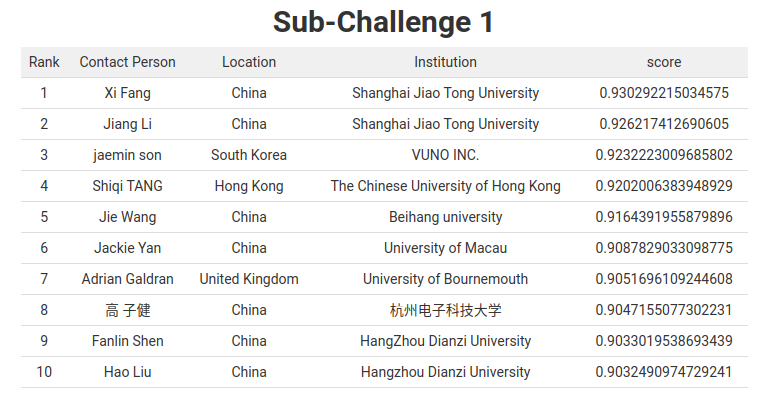 Sub-Challenge 1
Rank Contact Person Location Institution score
1 Xi Fang China Shanghai Jiao Tong University 0.930292215034575
2 Jiang Li China Shanghai Jiao Tong University 0.926217412690605
3 jaemin son South Korea VUNO INC. 0.9232223009685802
4 Shiqi TANG Hong Kong The Chinese University of Hong Kong 0.9202006383948929
5 Jie Wang China Beihang university 0.9164391955879896
6 Jackie Yan China University of Macau 0.9087829033098775
7 Adrian Galdran United Kingdom University of Bournemouth 0.9051696109244608
8 高 子健 China 杭州电子科技大学 0.9047155077302231
9 Fanlin Shen China HangZhou Dianzi University 0.9033019538693439
10 Hao Liu China Hangzhou Dianzi University 0.9032490974729241